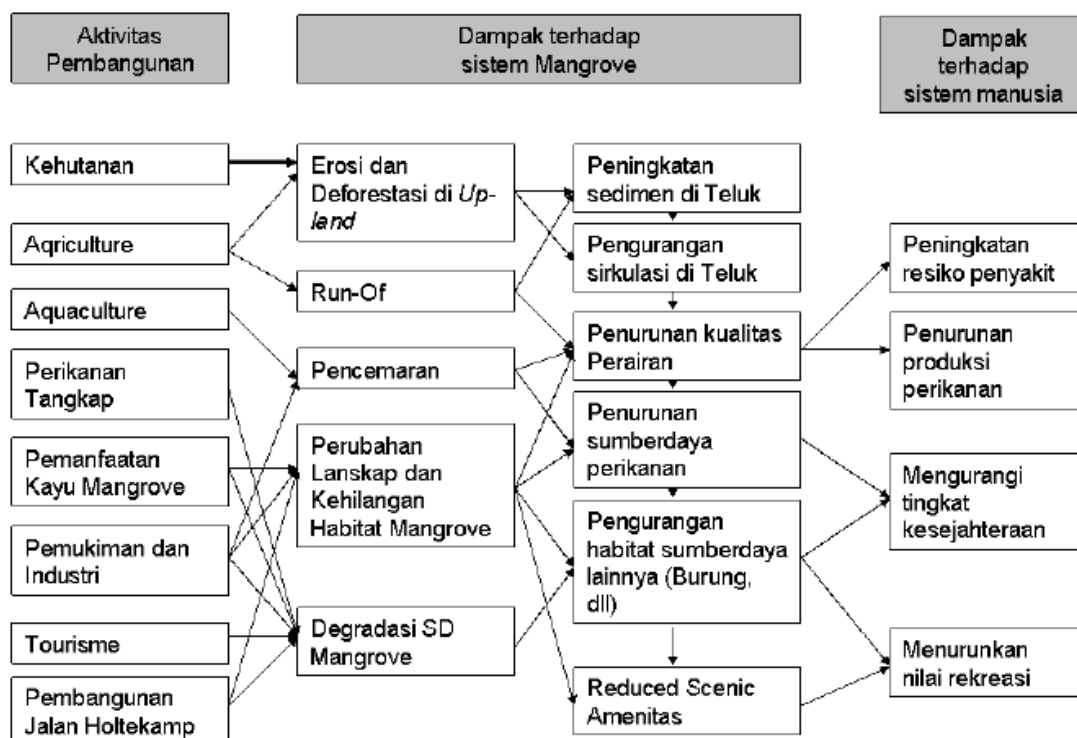 Aktivitas
Pembangunan
Dampak terhadap
sistem Mangrove
Dampak
terhadap
sistem manusia
Kehutanan
Aqriculture
Aquaculture
Perikanan
Tangkap
Pemanfaatan
Kayu Mangrove
Pemukiman dan
Industri
Tourisme
Pembangunan
Jalan Holtekamp
Erosi dan
Deforestasi di Up-
land
Run-Of
Pencemaran
Perubahan
Lanskap dan
Kehilangan
Habitat Mangrove
Degradasi SD
Mangrove
Peningkatan
sedimen di Teluk
Pengurangan
sirkulasi di Teluk
Penurunan kualitas
Perairan
Penurunan
sumberdaya
perikanan
Pengurangan
habitat sumberdaya
lainnya (Burung,
dll)
Reduced Scenic
Amenitas
Peningkatan
resiko penyakit
Penurunan
produksi
perikanan
Mengurangi
tingkat
kesejahteraan
Menurunkan
nilai rekreasi